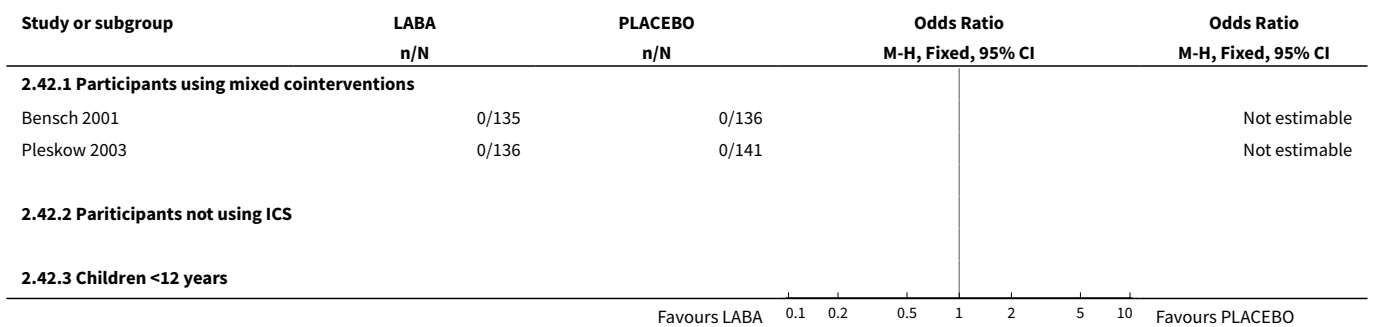 Study or subgroup LABA PLACEBO Odds Ratio Odds Ratio
n/N n/N M-H, Fixed, 95% CI M-H, Fixed, 95% CI
2.42.1 Participants using mixed cointerventions
Bensch 2001 0/135 0/136 Not estimable
Pleskow 2003 0/136 0/141 Not estimable
2.42.2 Pariticipants not using ICS
2.42.3 Children <12 years
Favours LABA 0.1 0.2 0.5 1 2 5 10 Favours PLACEBO